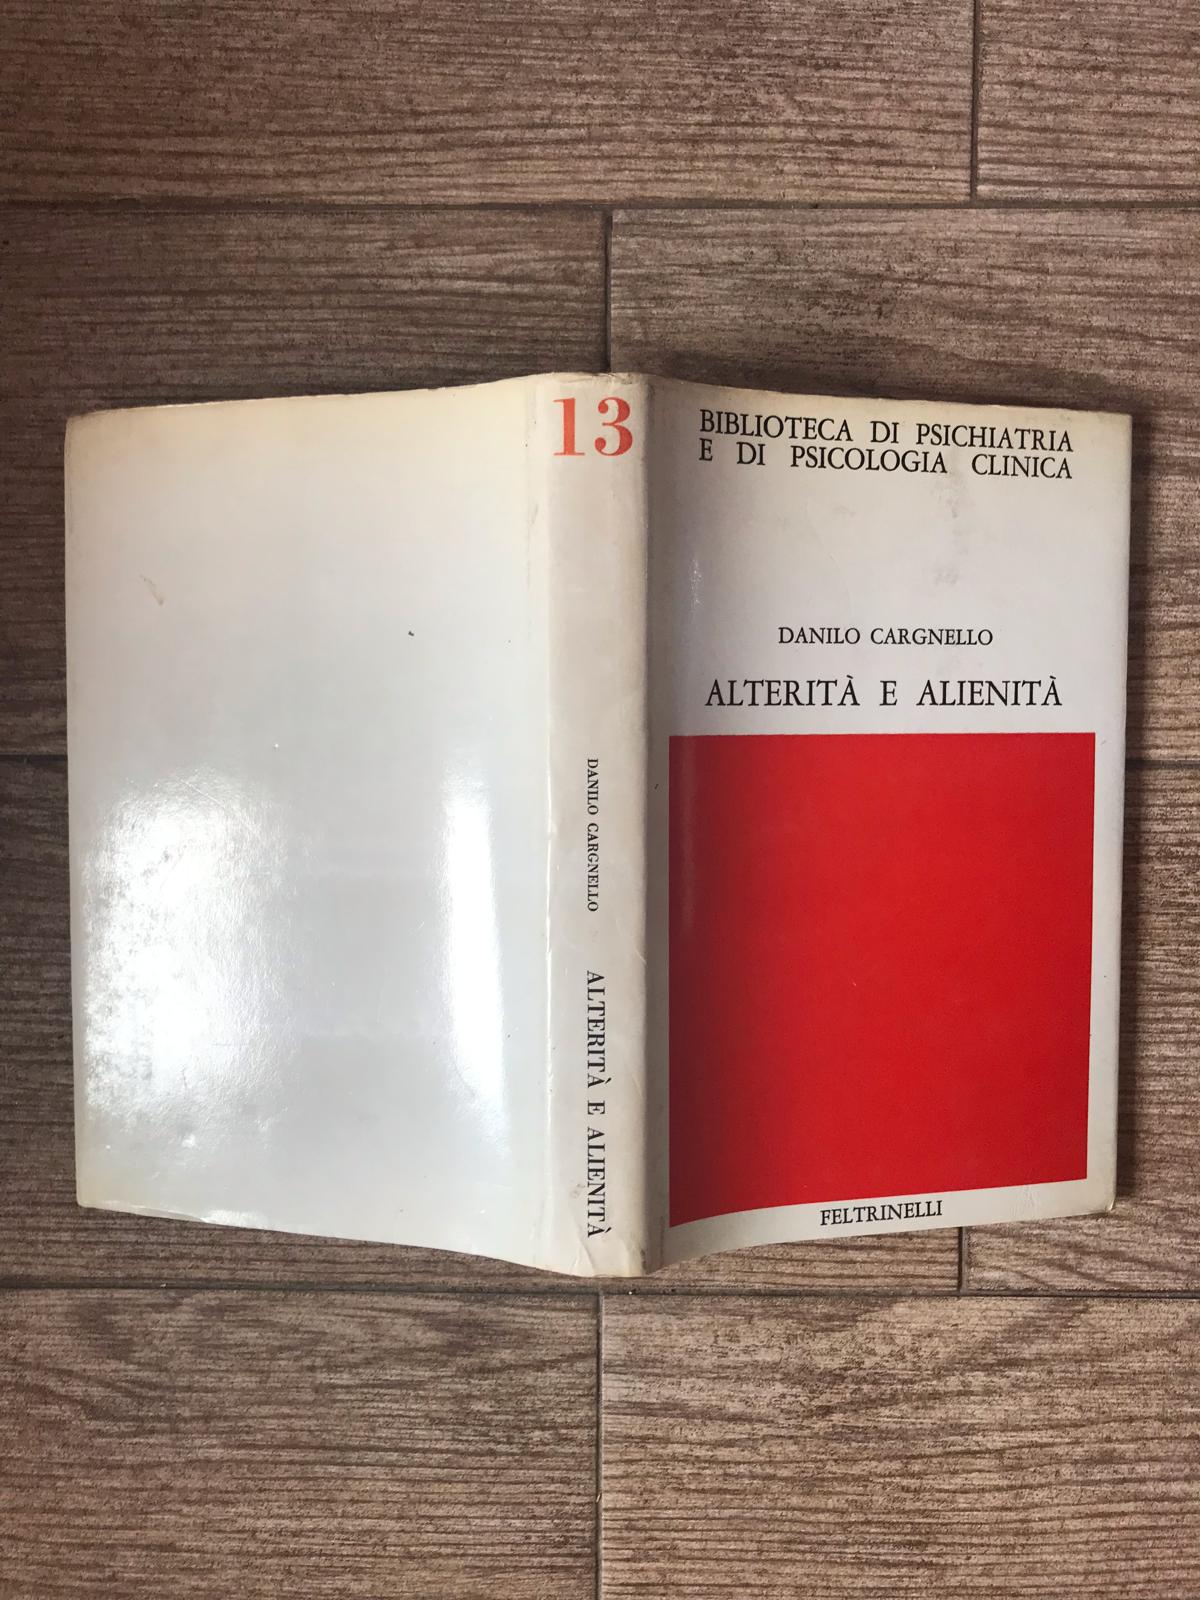 13
DANILO CARGNELLO ALTERITÀ E ALIENITÀ
BIBLIOTECA DI PSICHIATRIA
E DI PSICOLOGIA CLINICA
DANILO CARGNELLO
ALTERITÀ E ALIENITÀ
FELTRINELLI